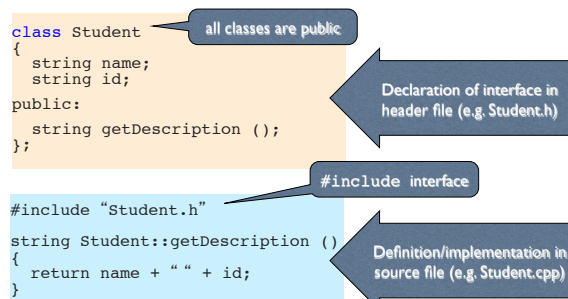 class Student
all classes are public
{
string name;
string id;
public:
string getDescription ();
};
Declaration of interface in
header file (e.g. Student.h)
#include interface
#include “Student.h”
string Student::getDescription ()
{
return name + “ “ + id;
}
Definition/implementation in
source file (e.g. Student.cpp)